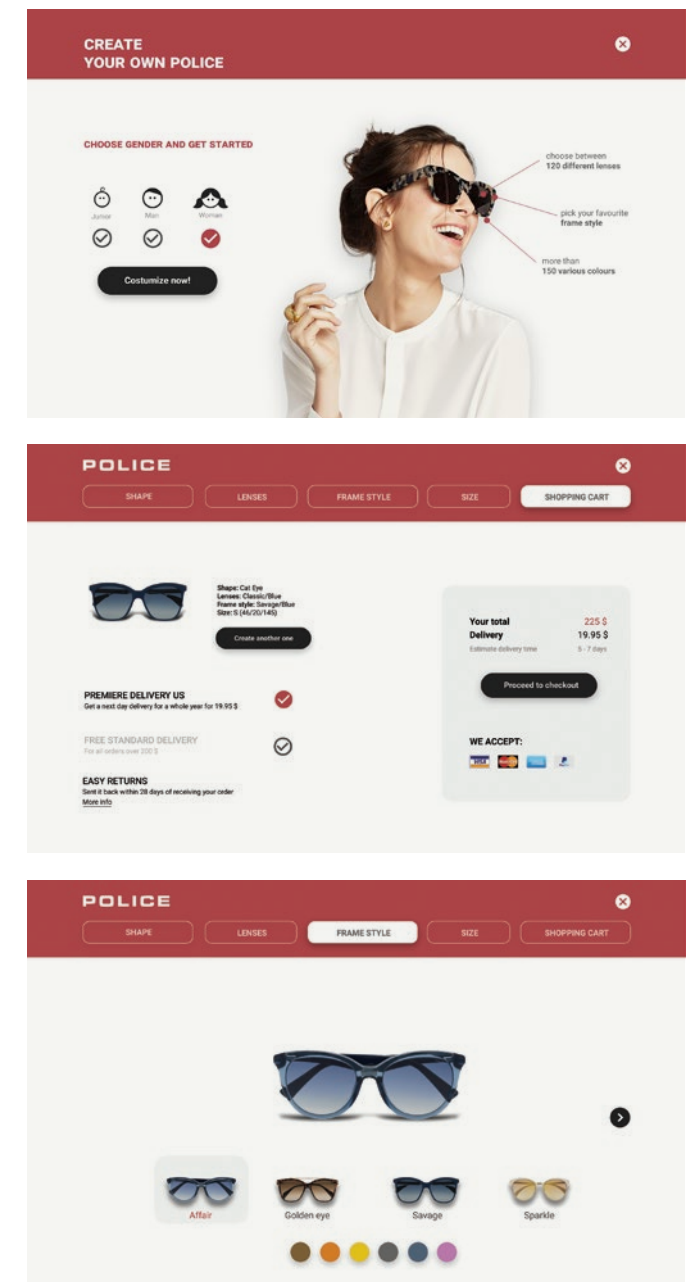 CREATE
YOUR OWN POLICE
CHOOSE GENDER AND GET STARTED
Junior
Man
Woman
Costumize now!
choose between
120 different lenses
pick your favourite
frame style
more than
150 various colours
POLICE
SHAPE
LENSES
FRAME STYLE
SIZE
SHOPPING CART
Shape: Cat Eye
Lenses: Classic/Blue
Frame style: Savage/Blue
Size: S (46/20/145)
Create another one
PREMIERE DELIVERY US
Get a next day delivery for a whole year for 19.95 $
FREE STANDARD DELIVERY
For all orders over 200 $
EASY RETURNS
Sent it back within 28 days of receiving your order
More info
Your total 225 $
Delivery 19.95 $
Estimate delivery time 5 - 7 days
Proceed to checkout
WE ACCEPT:
VISA
PayPal
POLICE
SHAPE
LENSES
FRAME STYLE
SIZE
SHOPPING CART
Affair
Golden eye
Savage
Sparkle